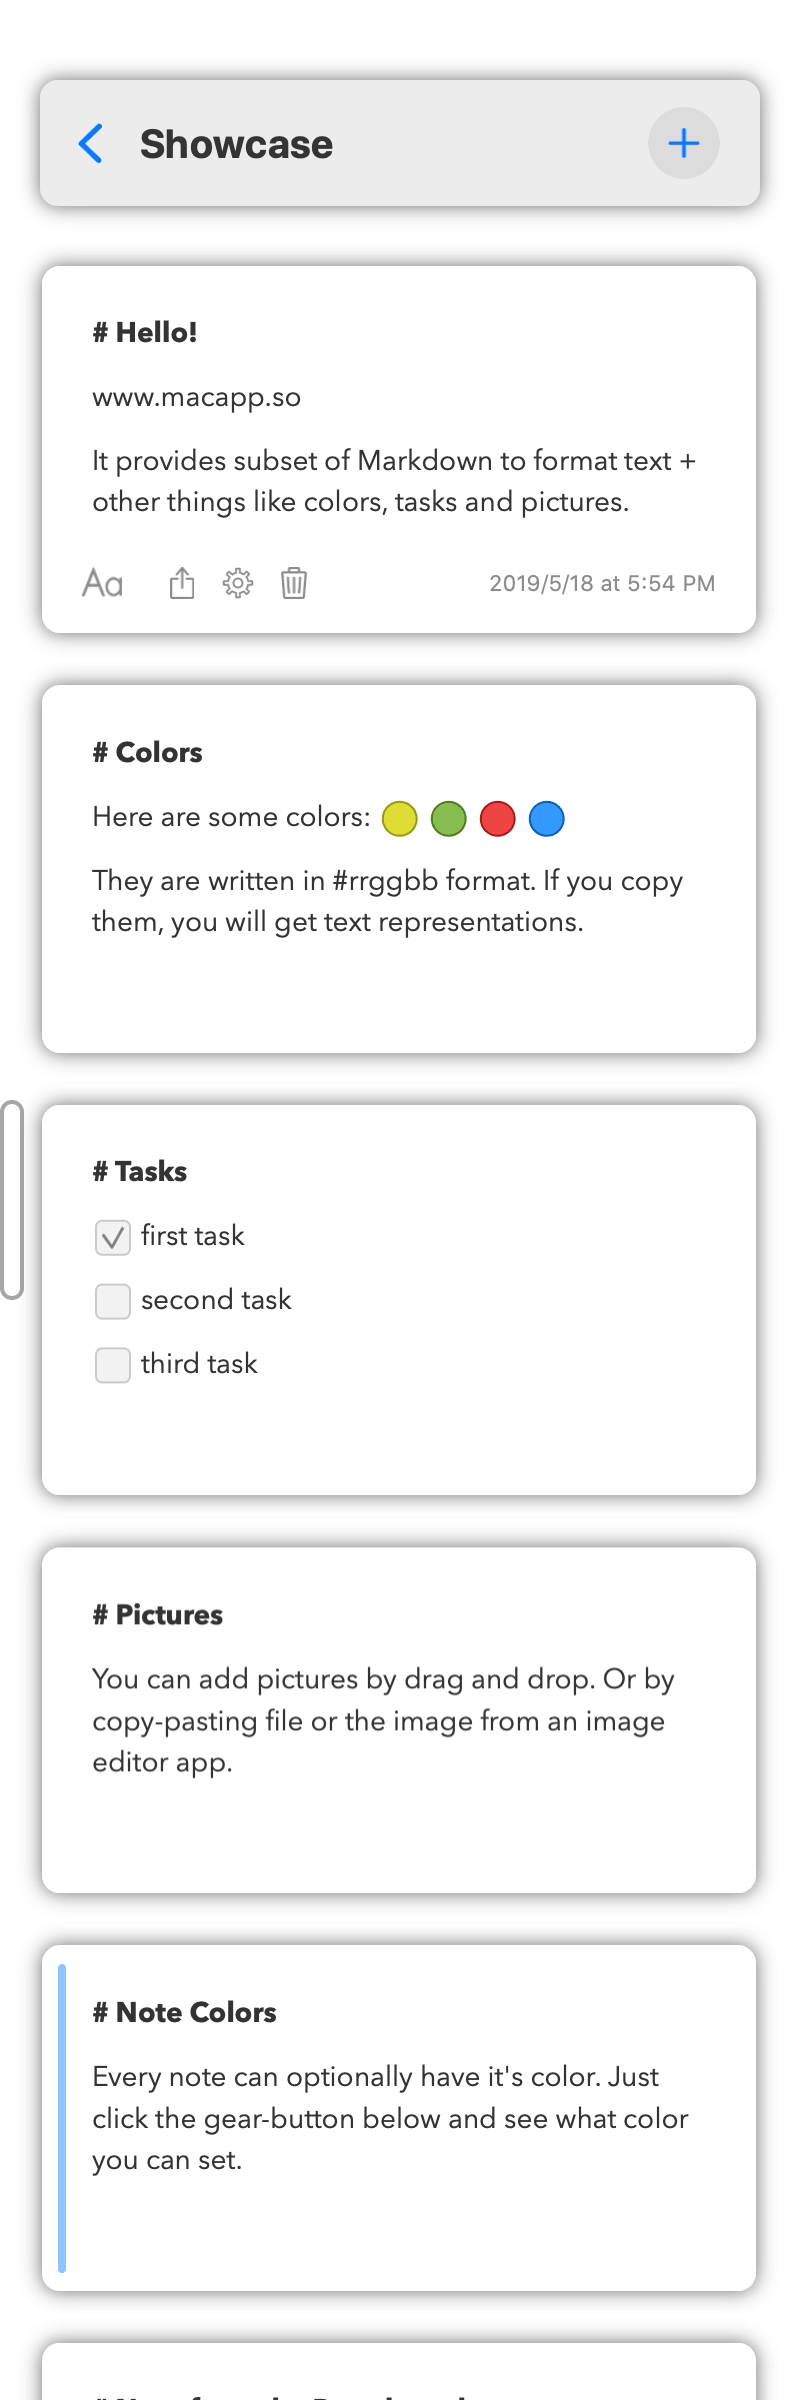 Showcase
# Hello!
www.macapp.so
It provides subset of Markdown to format text +
other things like colors, tasks and pictures.
Aa
2019/5/18 at 5:54 PM
# Colors
Here are some colors:
They are written in #rrggbb format. If you copy
them, you will get text representations.
# Tasks
first task
second task
third task
# Pictures
You can add pictures by drag and drop. Or by
copy-pasting file or the image from an image
editor app.
# Note Colors
Every note can optionally have it's color. Just
click the gear-button below and see what color
you can set.